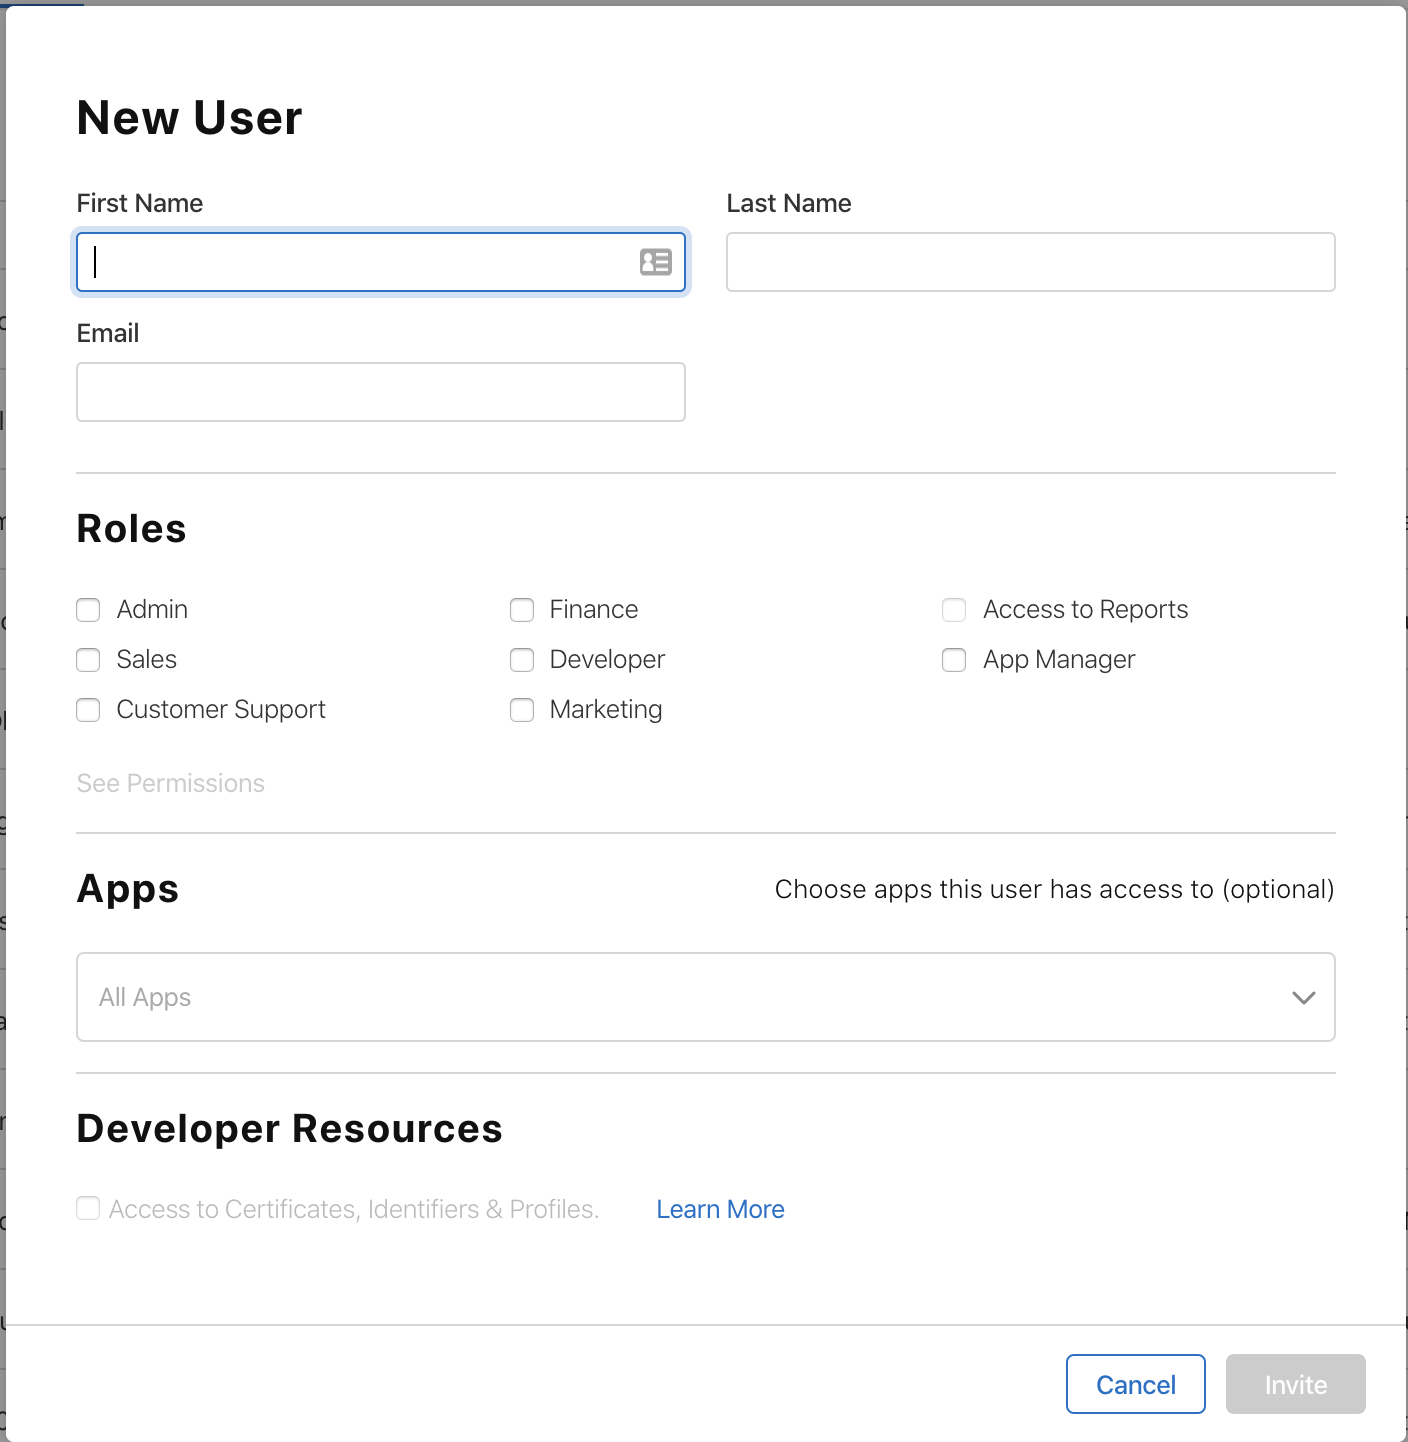 New User
First Name
Last Name
Email
Roles
Admin
Finance
Access to Reports
Sales
Developer
App Manager
Customer Support
Marketing
See Permissions
Apps
Choose apps this user has access to (optional)
All Apps
Developer Resources
Access to Certificates, Identifiers & Profiles.
Learn More
Cancel
Invite